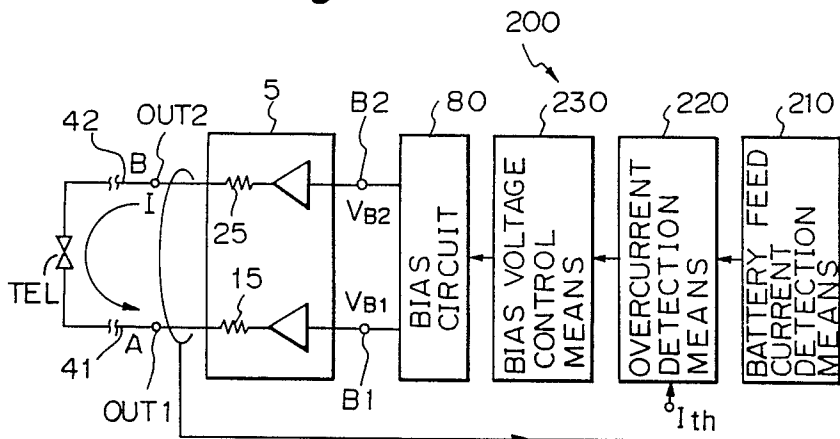 200
42
B
OUT2
5
B2
80
230
220
210
I
25
VB2
TEL
15
VB1
A
41
OUT1
B1
BIAS
CIRCUIT
BIAS VOLTAGE
CONTROL
MEANS
OVERCURRENT
DETECTION
MEANS
BATTERY FEED
CURRENT
DETECTION
MEANS
Ith